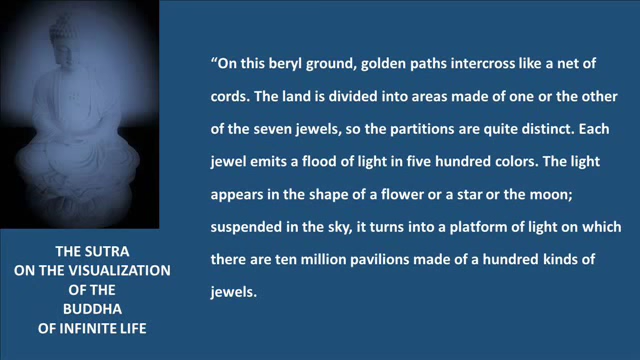 “On this beryl ground, golden paths intercross like a net of
cords. The land is divided into areas made of one or the other
of the seven jewels, so the partitions are quite distinct. Each
jewel emits a flood of light in five hundred colors. The light
appears in the shape of a flower or a star or the moon;
suspended in the sky, it turns into a platform of light on which
there are ten million pavilions made of a hundred kinds of
jewels.
THE SUTRA
ON THE VISUALIZATION
OF THE
BUDDHA
OF INFINITE LIFE